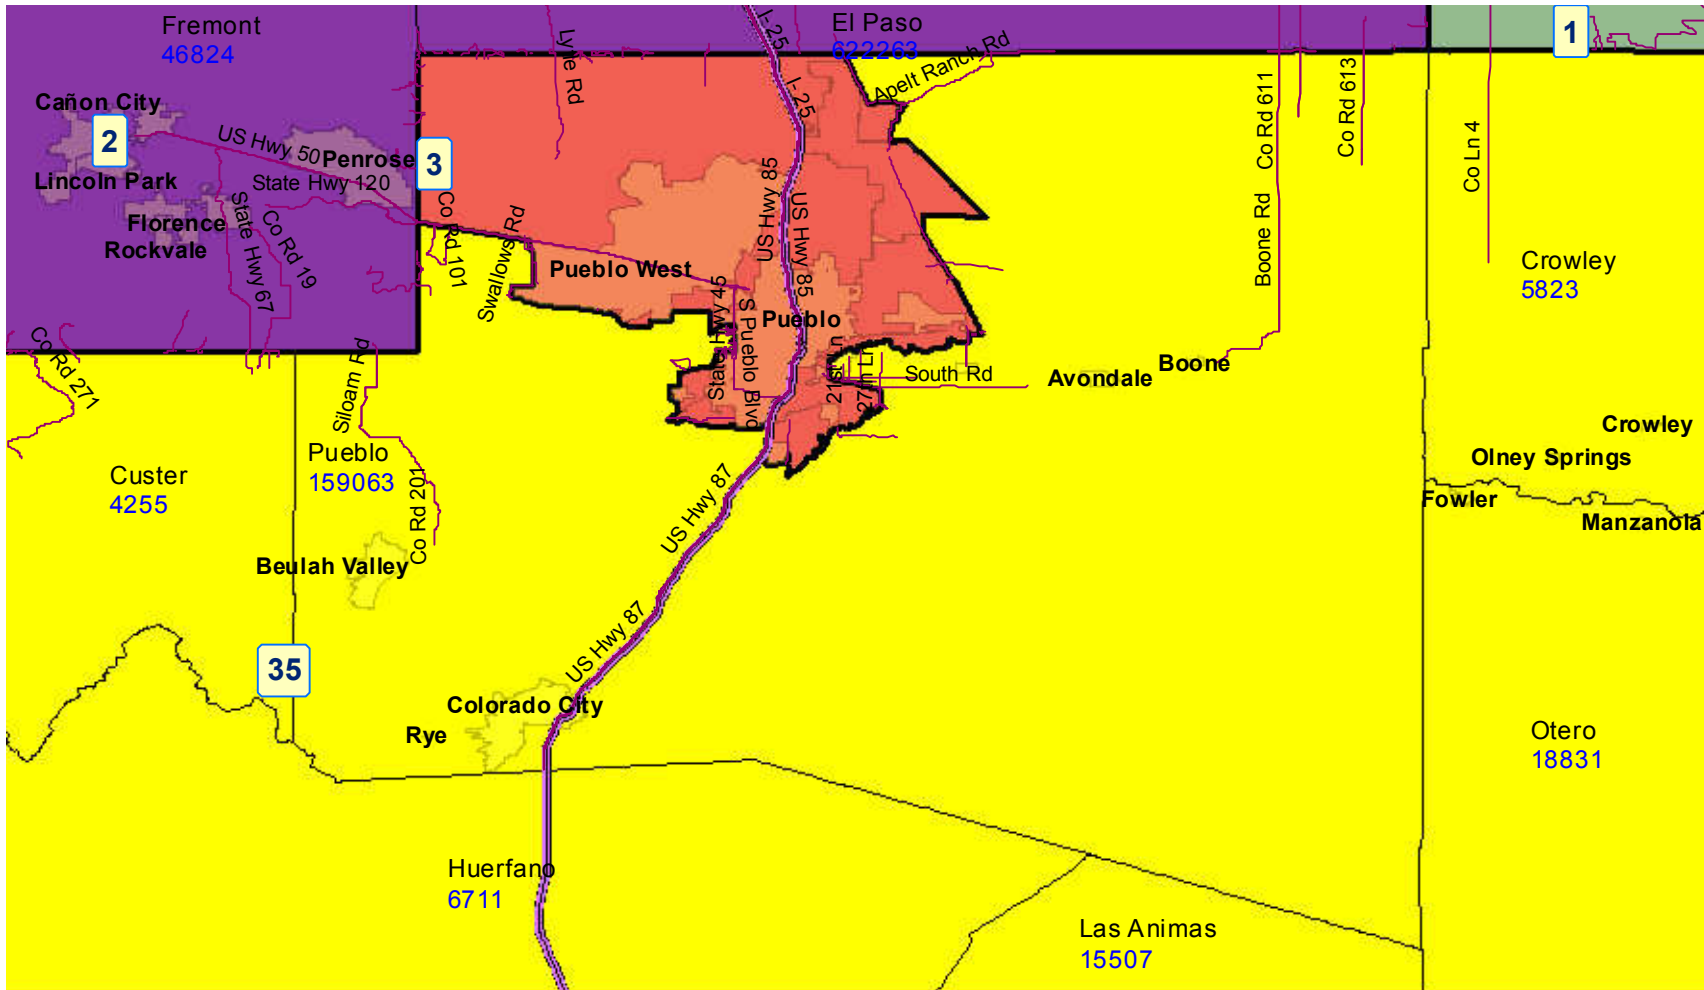 Fremont
46824
El Paso
622263
1
I-25
Lytle Rd
I-25
Apelt Ranch Rd
Co Rd 611
Co Rd 613
Co Ln 4
Cañon City
2
US Hwy 50
Penrose
3
Lincoln Park
State Hwy 120
Florence
Rockvale
State Hwy 67
Co Rd 19
Co Rd 101
Swallows Rd
US Hwy 85
US Hwy 85
Boone Rd
Crowley
5823
Pueblo West
State Hwy 45
S Pueblo Blvd
Pueblo
21st Ln
27th Ln
South Rd
Avondale
Boone
Co Rd 271
Siloam Rd
Pueblo
159063
Custer
4255
Co Rd 201
US Hwy 87
Crowley
Olney Springs
Fowler
Manzanola
Beulah Valley
US Hwy 87
35
Colorado City
Rye
Otero
18831
Huerfano
6711
Las Animas
15507